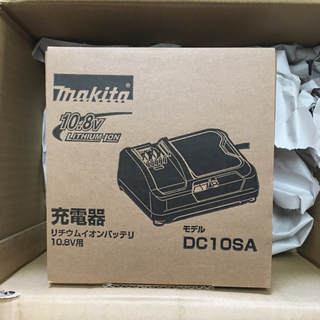 makita
10.8V
LITHIUM-ION
充電器
リチウムイオンバッテリ
10.8V用
モデル
DC10SA